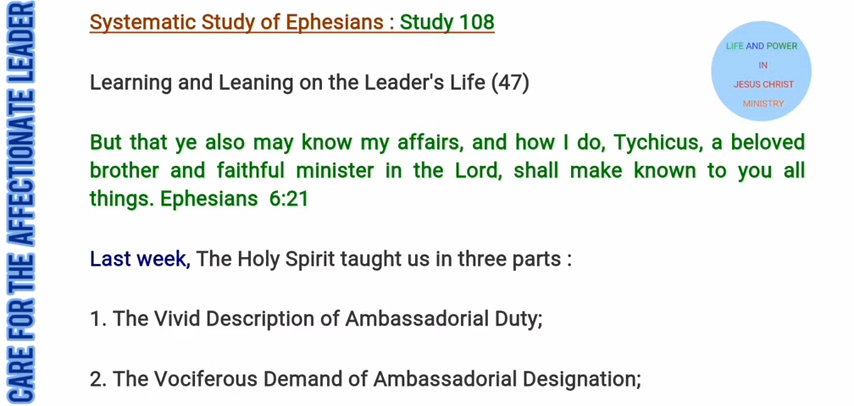 CARE FOR THE AFFECTIONATE LEADER
Systematic Study of Ephesians : Study 108
LIFE AND POWER
IN
JESUS CHRIST
MINISTRY
Learning and Leaning on the Leader's Life (47)
But that ye also may know my affairs, and how I do, Tychicus, a beloved
brother and faithful minister in the Lord, shall make known to you all
things. Ephesians 6:21
Last week, The Holy Spirit taught us in three parts :
1. The Vivid Description of Ambassadorial Duty;
2. The Vociferous Demand of Ambassadorial Designation;